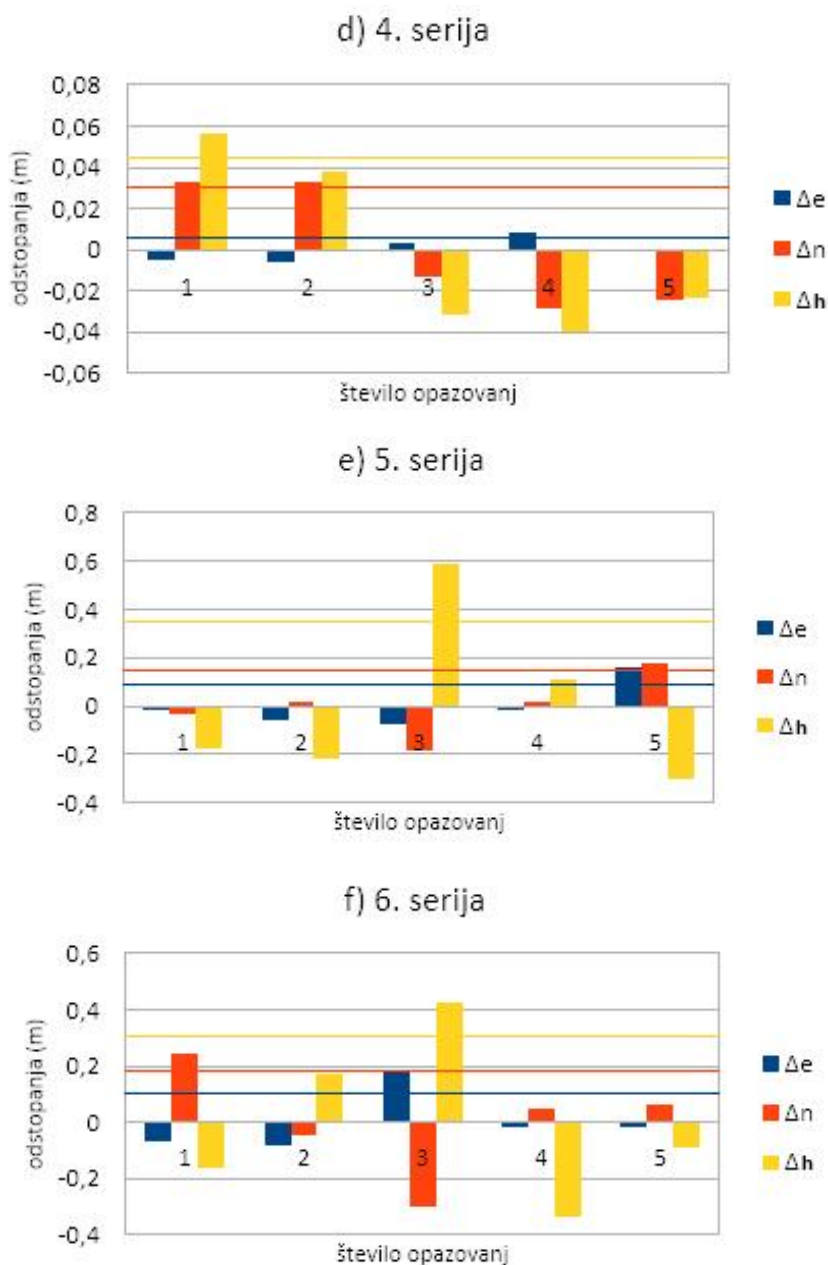 d) 4. serija
0,08
0,06
0,04
0,02
0
-0,02
-0,04
-0,06
odstopanja (m)
1 2 3 4 5
število opazovanj
Δe
Δn
Δh
e) 5. serija
0,8
0,6
0,4
0,2
0
-0,2
-0,4
odstopanja (m)
1 2 3 4 5
število opazovanj
Δe
Δn
Δh
f) 6. serija
0,6
0,4
0,2
0
-0,2
-0,4
odstopanja (m)
1 2 3 4 5
število opazovanj
Δe
Δn
Δh